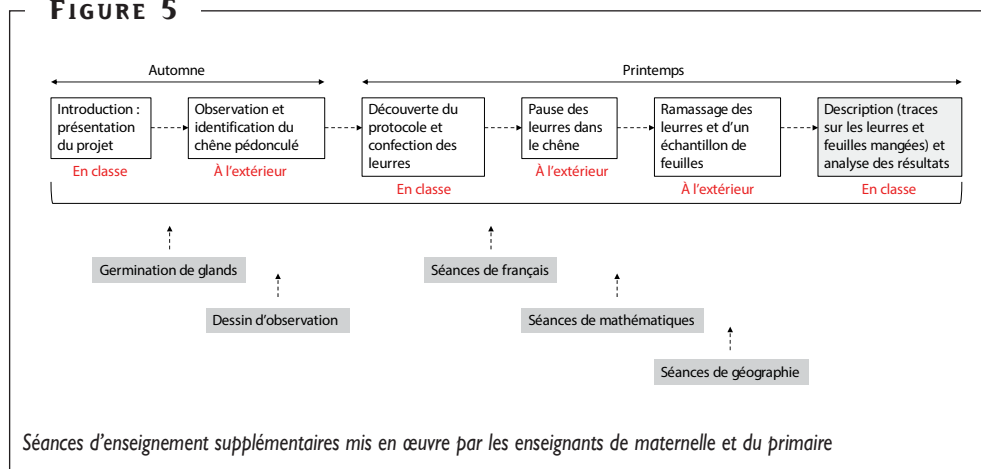 FIGURE 5
Automne
Printemps
Introduction :
présentation
du projet
Observation et
identification du
chêne pédonculé
Découverte du
protocole et
confection des
leurres
Pause des
leurres dans
le chêne
Ramassage des
leurres et d'un
échantillon de
feuilles
Description (traces
sur les leurres et
feuilles mangées) et
analyse des résultats
En classe
À l'extérieur
En classe
À l'extérieur
À l'extérieur
En classe
Germination de glands
Séances de français
Dessin d'observation
Séances de mathématiques
Séances de géographie
Séances d'enseignement supplémentaires mis en œuvre par les enseignants de maternelle et du primaire